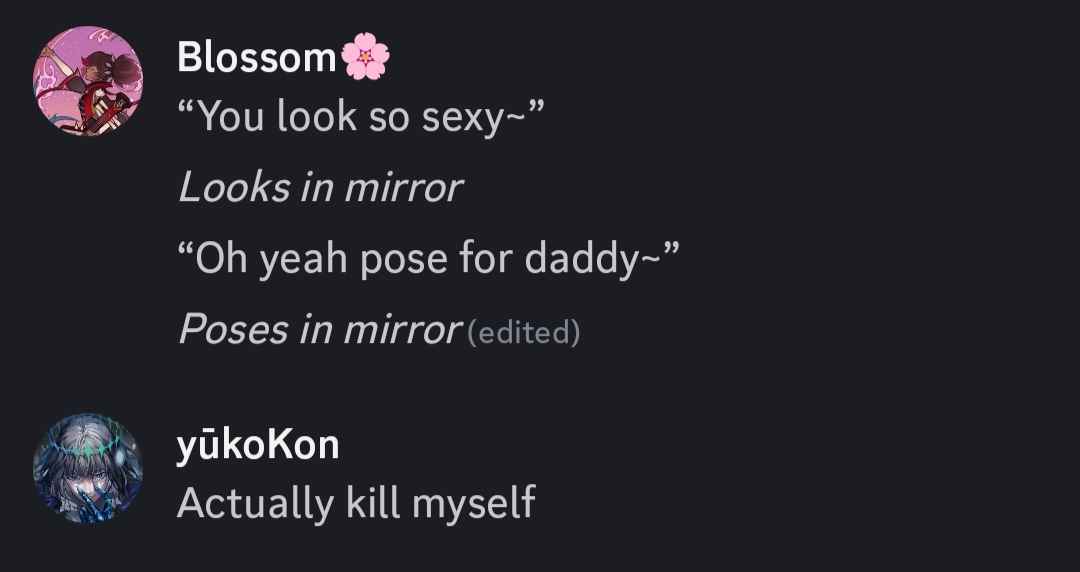 Blossom🌸
“You look so sexy~”
Looks in mirror
“Oh yeah pose for daddy~”
Poses in mirror (edited)
yūkoKon
Actually kill myself